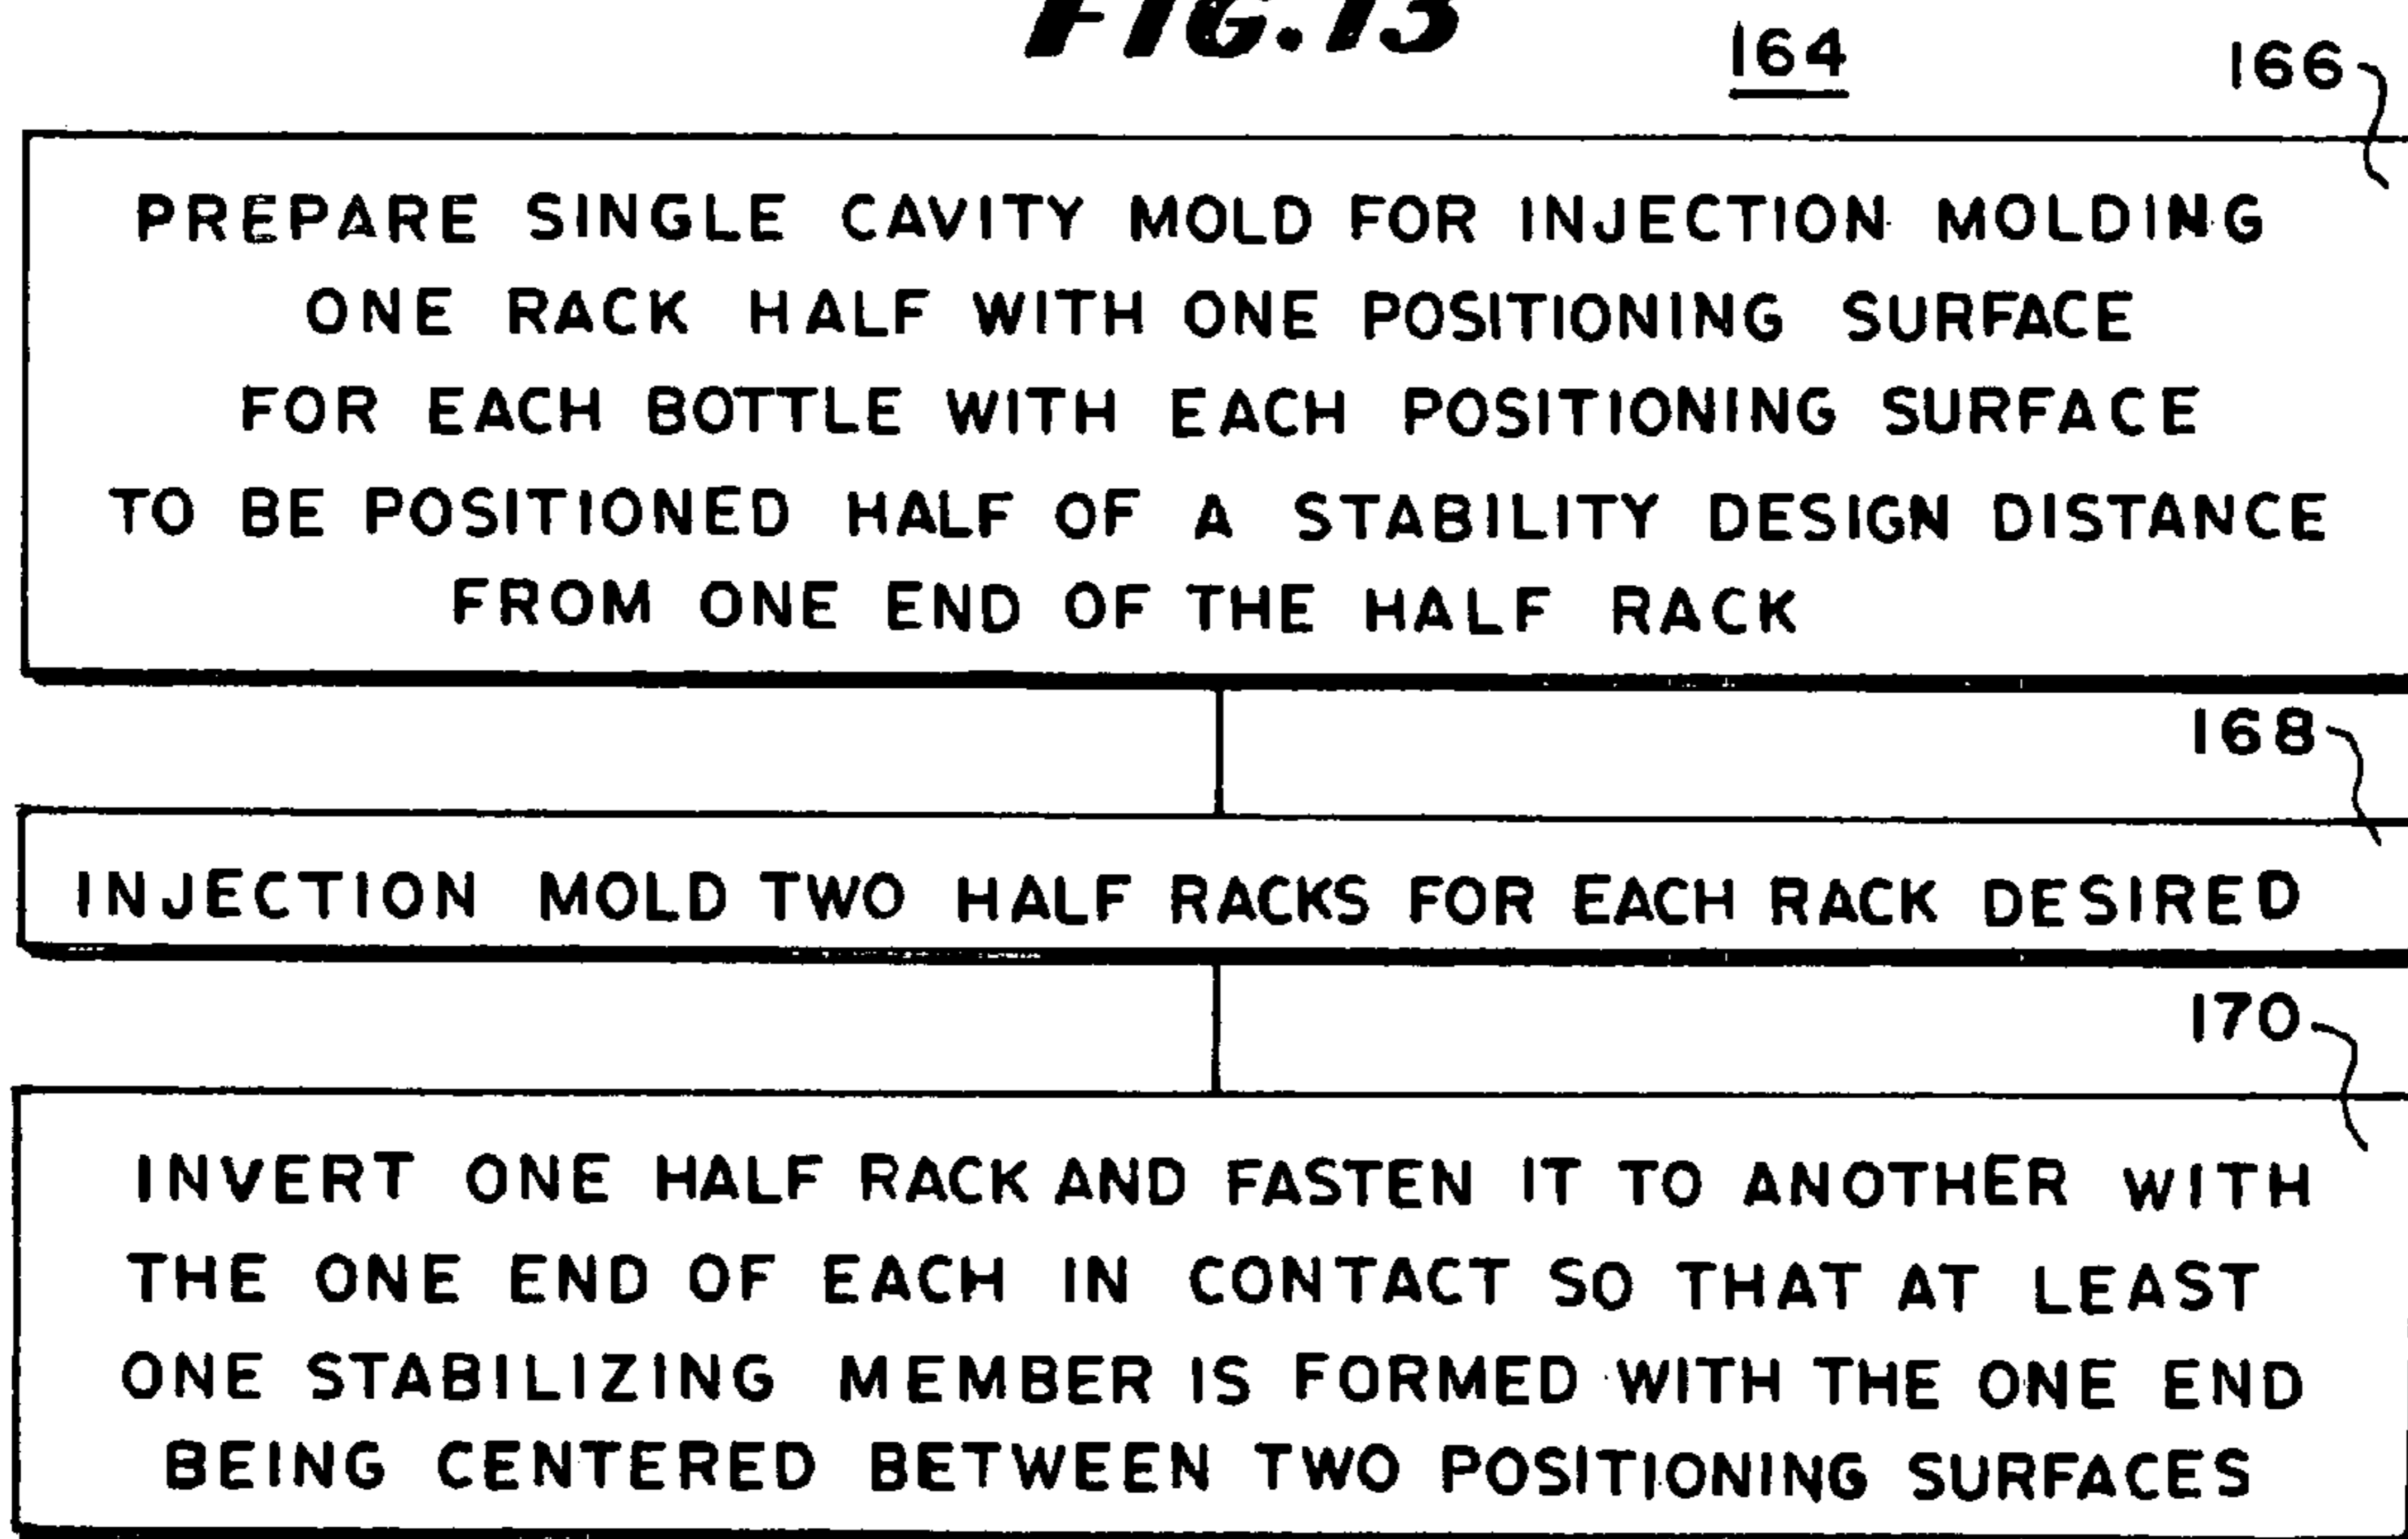 FIG. 13
164
166
PREPARE SINGLE CAVITY MOLD FOR INJECTION MOLDING
ONE RACK HALF WITH ONE POSITIONING SURFACE
FOR EACH BOTTLE WITH EACH POSITIONING SURFACE
TO BE POSITIONED HALF OF A STABILITY DESIGN DISTANCE
FROM ONE END OF THE HALF RACK
168
INJECTION MOLD TWO HALF RACKS FOR EACH RACK DESIRED
170
INVERT ONE HALF RACK AND FASTEN IT TO ANOTHER WITH
THE ONE END OF EACH IN CONTACT SO THAT AT LEAST
ONE STABILIZING MEMBER IS FORMED WITH THE ONE END
BEING CENTERED BETWEEN TWO POSITIONING SURFACES